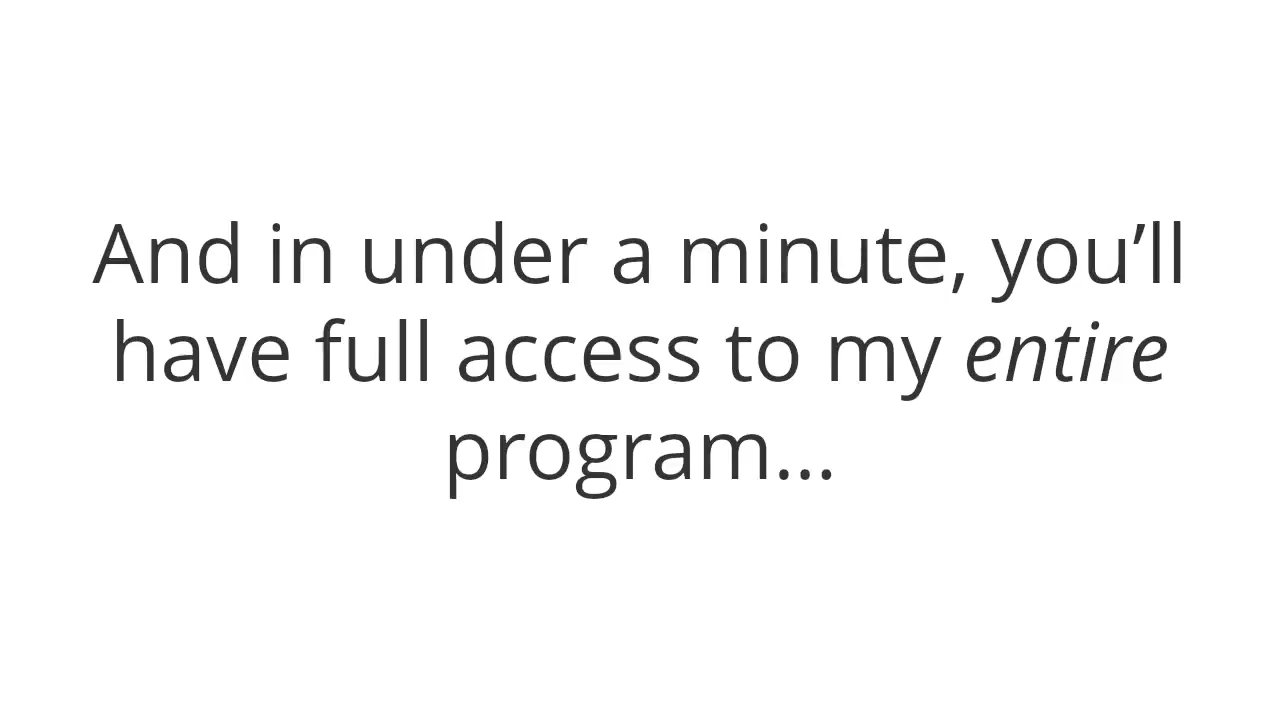 And in under a minute, you’ll
have full access to my entire
program...